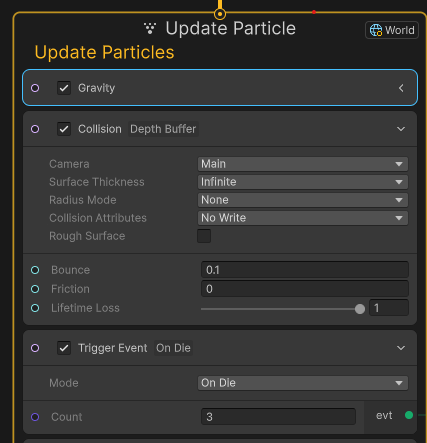 Update Particle
World
Update Particles
Gravity
Collision Depth Buffer
Camera Main
Surface Thickness Infinite
Radius Mode None
Collision Attributes No Write
Rough Surface
Bounce 0.1
Friction 0
Lifetime Loss 1
Trigger Event On Die
Mode On Die
Count 3 evt